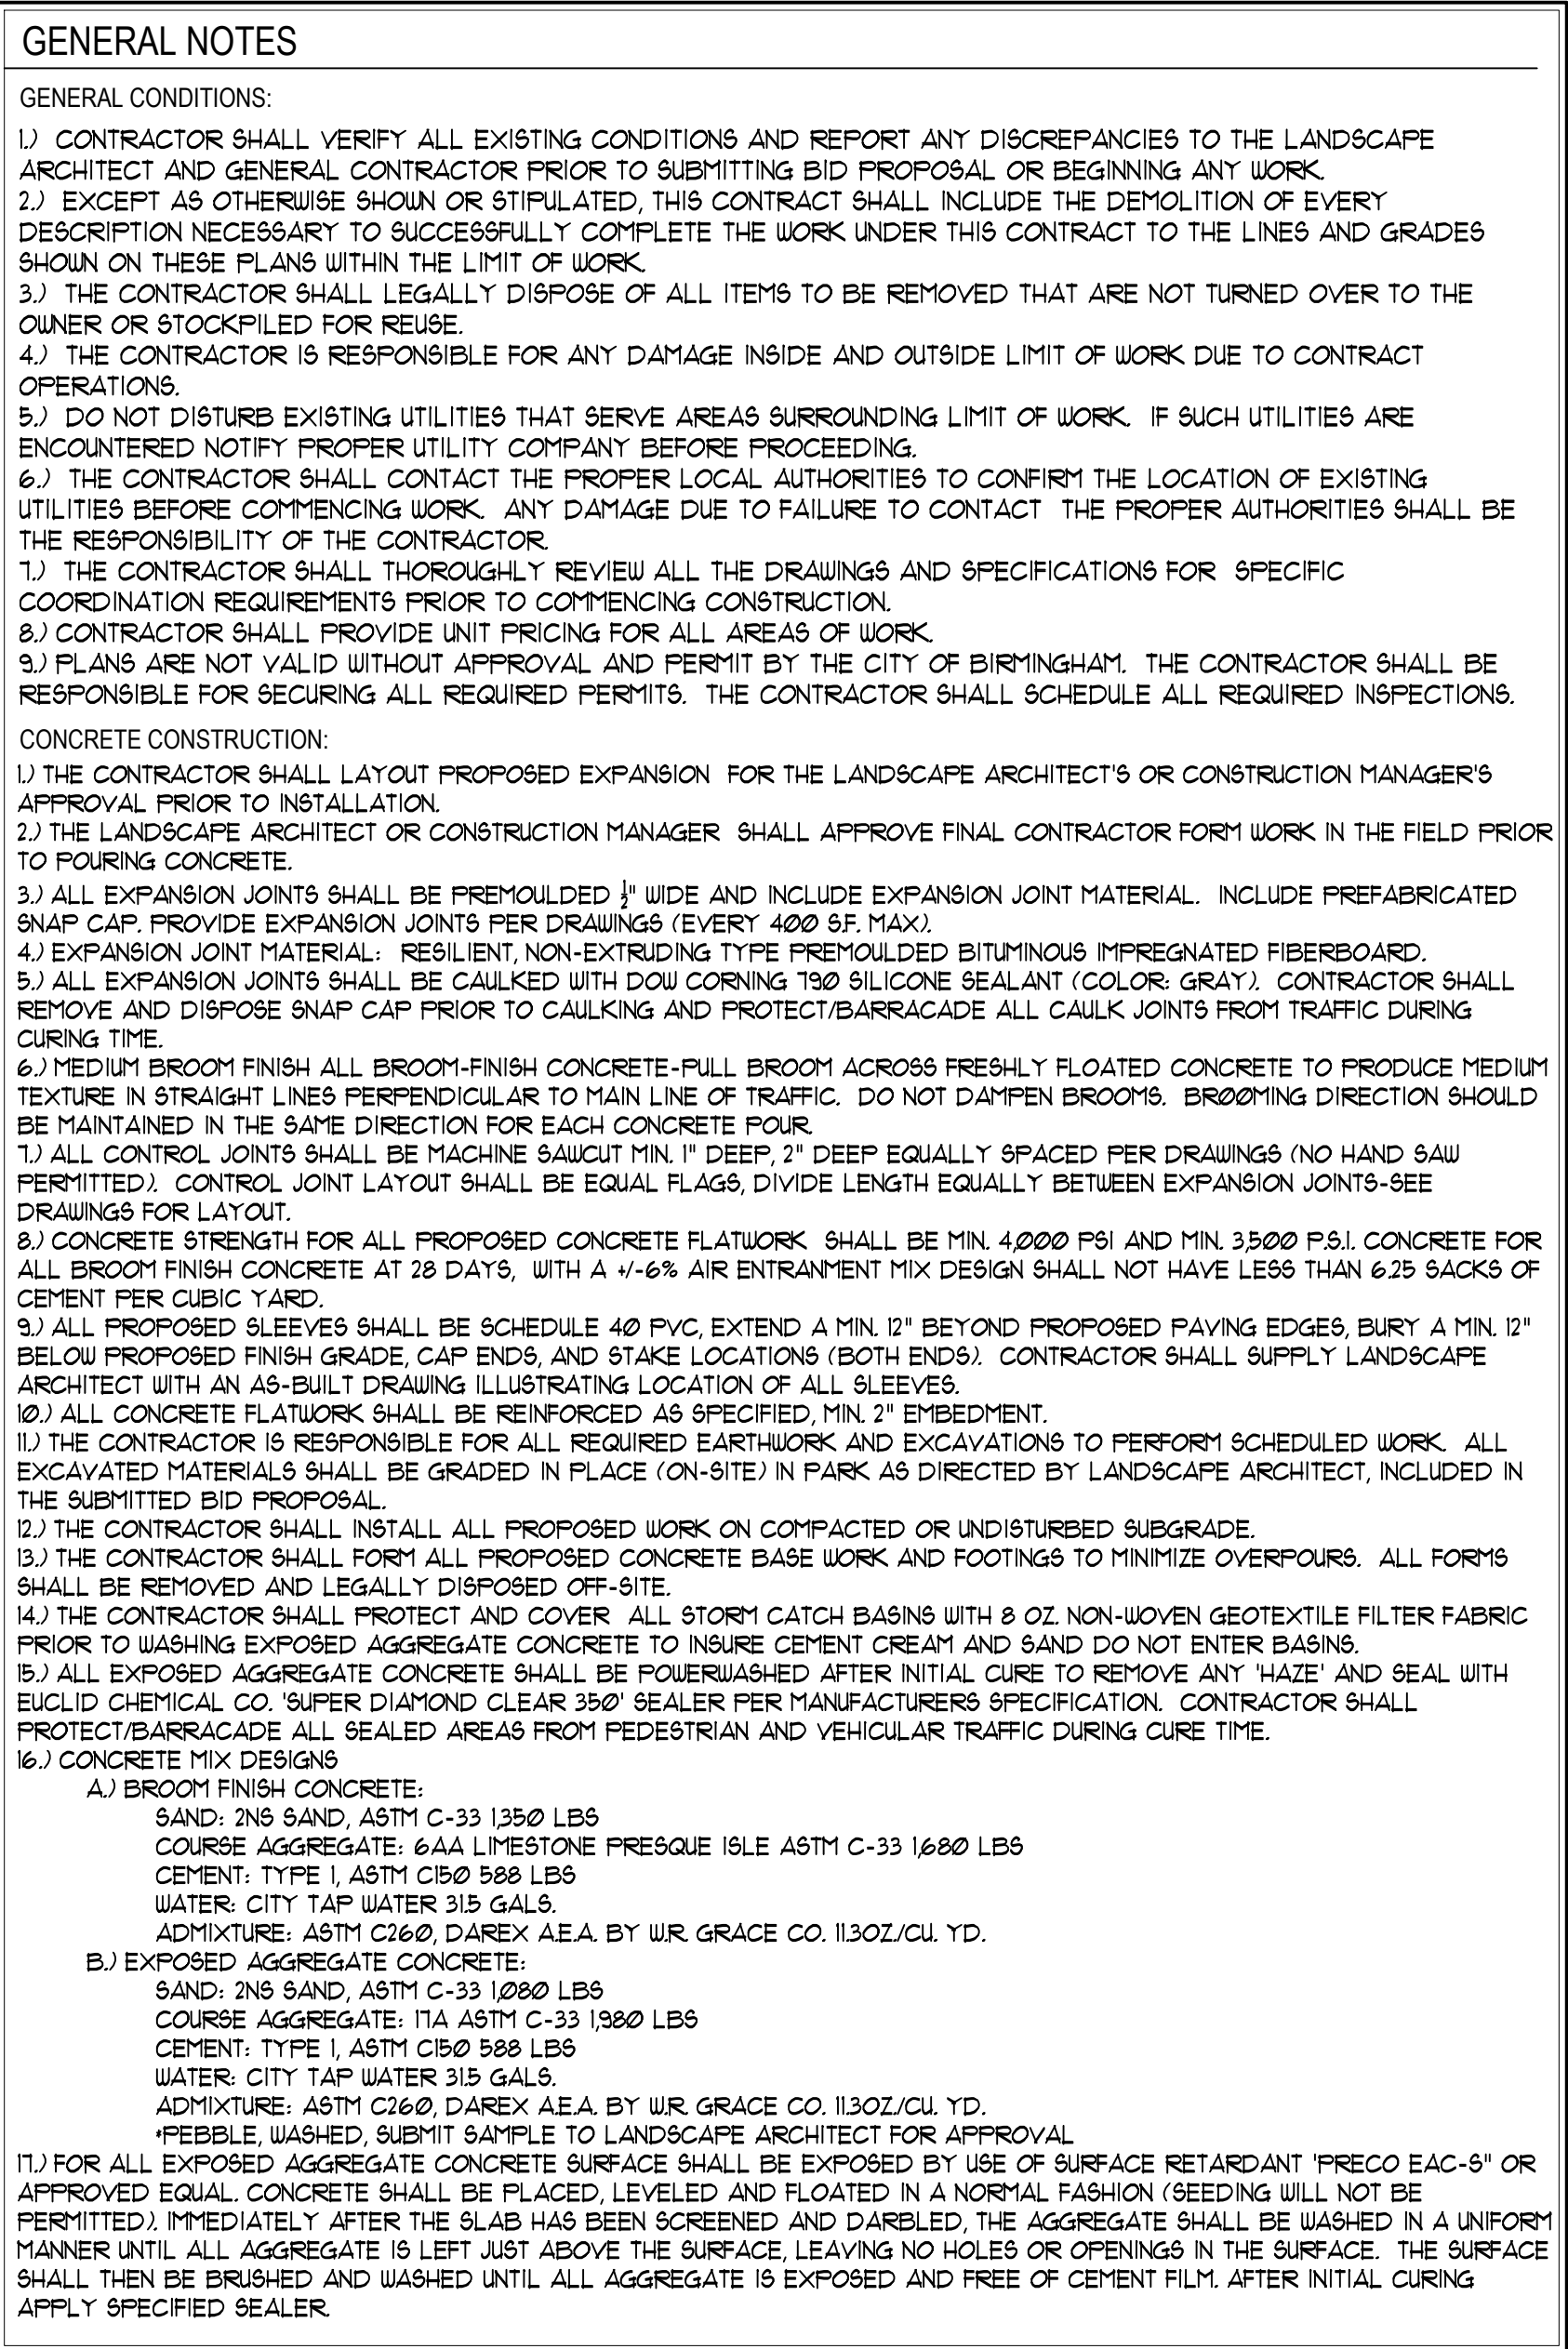 GENERAL NOTES
GENERAL CONDITIONS:
1.) CONTRACTOR SHALL VERIFY ALL EXISTING CONDITIONS AND REPORT ANY DISCREPANCIES TO THE LANDSCAPE
ARCHITECT AND GENERAL CONTRACTOR PRIOR TO SUBMITTING BID PROPOSAL OR BEGINNING ANY WORK.
2.) EXCEPT AS OTHERWISE SHOWN OR STIPULATED, THIS CONTRACT SHALL INCLUDE THE DEMOLITION OF EVERY
DESCRIPTION NECESSARY TO SUCCESSFULLY COMPLETE THE WORK UNDER THIS CONTRACT TO THE LINES AND GRADES
SHOWN ON THESE PLANS WITHIN THE LIMIT OF WORK.
3.) THE CONTRACTOR SHALL LEGALLY DISPOSE OF ALL ITEMS TO BE REMOVED THAT ARE NOT TURNED OVER TO THE
OWNER OR STOCKPILED FOR REUSE.
4.) THE CONTRACTOR IS RESPONSIBLE FOR ANY DAMAGE INSIDE AND OUTSIDE LIMIT OF WORK DUE TO CONTRACT
OPERATIONS.
5.) DO NOT DISTURB EXISTING UTILITIES THAT SERVE AREAS SURROUNDING LIMIT OF WORK. IF SUCH UTILITIES ARE
ENCOUNTERED NOTIFY PROPER UTILITY COMPANY BEFORE PROCEEDING.
6.) THE CONTRACTOR SHALL CONTACT THE PROPER LOCAL AUTHORITIES TO CONFIRM THE LOCATION OF EXISTING
UTILITIES BEFORE COMMENCING WORK. ANY DAMAGE DUE TO FAILURE TO CONTACT THE PROPER AUTHORITIES SHALL BE
THE RESPONSIBILITY OF THE CONTRACTOR.
7.) THE CONTRACTOR SHALL THOROUGHLY REVIEW ALL THE DRAWINGS AND SPECIFICATIONS FOR SPECIFIC
COORDINATION REQUIREMENTS PRIOR TO COMMENCING CONSTRUCTION.
8.) CONTRACTOR SHALL PROVIDE UNIT PRICING FOR ALL AREAS OF WORK.
9.) PLANS ARE NOT VALID WITHOUT APPROVAL AND PERMIT BY THE CITY OF BIRMINGHAM. THE CONTRACTOR SHALL BE
RESPONSIBLE FOR SECURING ALL REQUIRED PERMITS. THE CONTRACTOR SHALL SCHEDULE ALL REQUIRED INSPECTIONS.
CONCRETE CONSTRUCTION:
1.) THE CONTRACTOR SHALL LAYOUT PROPOSED EXPANSION FOR THE LANDSCAPE ARCHITECT'S OR CONSTRUCTION MANAGER'S
APPROVAL PRIOR TO INSTALLATION.
2.) THE LANDSCAPE ARCHITECT OR CONSTRUCTION MANAGER SHALL APPROVE FINAL CONTRACTOR FORM WORK IN THE FIELD PRIOR
TO POURING CONCRETE.
3.) ALL EXPANSION JOINTS SHALL BE PREMOULDED ½" WIDE AND INCLUDE EXPANSION JOINT MATERIAL. INCLUDE PREFABRICATED
SNAP CAP. PROVIDE EXPANSION JOINTS PER DRAWINGS (EVERY 400 S.F. MAX).
4.) EXPANSION JOINT MATERIAL: RESILIENT, NON-EXTRUDING TYPE PREMOULDED BITUMINOUS IMPREGNATED FIBERBOARD.
5.) ALL EXPANSION JOINTS SHALL BE CAULKED WITH DOW CORNING 790 SILICONE SEALANT (COLOR: GRAY). CONTRACTOR SHALL
REMOVE AND DISPOSE SNAP CAP PRIOR TO CAULKING AND PROTECT/BARRACADE ALL CAULK JOINTS FROM TRAFFIC DURING
CURING TIME.
6.) MEDIUM BROOM FINISH ALL BROOM-FINISH CONCRETE-PULL BROOM ACROSS FRESHLY FLOATED CONCRETE TO PRODUCE MEDIUM
TEXTURE IN STRAIGHT LINES PERPENDICULAR TO MAIN LINE OF TRAFFIC. DO NOT DAMPEN BROOMS. BR00MING DIRECTION SHOULD
BE MAINTAINED IN THE SAME DIRECTION FOR EACH CONCRETE POUR.
7.) ALL CONTROL JOINTS SHALL BE MACHINE SAWCUT MIN. 1" DEEP, 2" DEEP EQUALLY SPACED PER DRAWINGS (NO HAND SAW
PERMITTED). CONTROL JOINT LAYOUT SHALL BE EQUAL FLAGS, DIVIDE LENGTH EQUALLY BETWEEN EXPANSION JOINTS-SEE
DRAWINGS FOR LAYOUT.
8.) CONCRETE STRENGTH FOR ALL PROPOSED CONCRETE FLATWORK SHALL BE MIN. 4,000 PSI AND MIN. 3,500 P.S.I. CONCRETE FOR
ALL BROOM FINISH CONCRETE AT 28 DAYS, WITH A +/-6% AIR ENTRANMENT MIX DESIGN SHALL NOT HAVE LESS THAN 6.25 SACKS OF
CEMENT PER CUBIC YARD.
9.) ALL PROPOSED SLEEVES SHALL BE SCHEDULE 40 PVC, EXTEND A MIN. 12" BEYOND PROPOSED PAVING EDGES, BURY A MIN. 12"
BELOW PROPOSED FINISH GRADE, CAP ENDS, AND STAKE LOCATIONS (BOTH ENDS). CONTRACTOR SHALL SUPPLY LANDSCAPE
ARCHITECT WITH AN AS-BUILT DRAWING ILLUSTRATING LOCATION OF ALL SLEEVES.
10.) ALL CONCRETE FLATWORK SHALL BE REINFORCED AS SPECIFIED, MIN. 2" EMBEDMENT.
11.) THE CONTRACTOR IS RESPONSIBLE FOR ALL REQUIRED EARTHWORK AND EXCAVATIONS TO PERFORM SCHEDULED WORK. ALL
EXCAVATED MATERIALS SHALL BE GRADED IN PLACE (ON-SITE) IN PARK AS DIRECTED BY LANDSCAPE ARCHITECT, INCLUDED IN
THE SUBMITTED BID PROPOSAL.
12.) THE CONTRACTOR SHALL INSTALL ALL PROPOSED WORK ON COMPACTED OR UNDISTURBED SUBGRADE.
13.) THE CONTRACTOR SHALL FORM ALL PROPOSED CONCRETE BASE WORK AND FOOTINGS TO MINIMIZE OVERPOURS. ALL FORMS
SHALL BE REMOVED AND LEGALLY DISPOSED OFF-SITE.
14.) THE CONTRACTOR SHALL PROTECT AND COVER ALL STORM CATCH BASINS WITH 8 OZ. NON-WOVEN GEOTEXTILE FILTER FABRIC
PRIOR TO WASHING EXPOSED AGGREGATE CONCRETE TO INSURE CEMENT CREAM AND SAND DO NOT ENTER BASINS.
15.) ALL EXPOSED AGGREGATE CONCRETE SHALL BE POWERWASHED AFTER INITIAL CURE TO REMOVE ANY 'HAZE' AND SEAL WITH
EUCLID CHEMICAL CO. 'SUPER DIAMOND CLEAR 350' SEALER PER MANUFACTURERS SPECIFICATION. CONTRACTOR SHALL
PROTECT/BARRACADE ALL SEALED AREAS FROM PEDESTRIAN AND VEHICULAR TRAFFIC DURING CURE TIME.
16.) CONCRETE MIX DESIGNS
A.) BROOM FINISH CONCRETE:
SAND: 2NS SAND, ASTM C-33 1,350 LBS
COURSE AGGREGATE: 6AA LIMESTONE PRESQUE ISLE ASTM C-33 1,680 LBS
CEMENT: TYPE 1, ASTM C150 588 LBS
WATER: CITY TAP WATER 31.5 GALS.
ADMIXTURE: ASTM C260, DAREX A.E.A. BY W.R. GRACE CO. 11.3OZ./CU. YD.
B.) EXPOSED AGGREGATE CONCRETE:
SAND: 2NS SAND, ASTM C-33 1,080 LBS
COURSE AGGREGATE: 17A ASTM C-33 1,980 LBS
CEMENT: TYPE 1, ASTM C150 588 LBS
WATER: CITY TAP WATER 31.5 GALS.
ADMIXTURE: ASTM C260, DAREX A.E.A. BY W.R. GRACE CO. 11.3OZ./CU. YD.
*PEBBLE, WASHED, SUBMIT SAMPLE TO LANDSCAPE ARCHITECT FOR APPROVAL
17.) FOR ALL EXPOSED AGGREGATE CONCRETE SURFACE SHALL BE EXPOSED BY USE OF SURFACE RETARDANT 'PRECO EAC-S" OR
APPROVED EQUAL. CONCRETE SHALL BE PLACED, LEVELED AND FLOATED IN A NORMAL FASHION (SEEDING WILL NOT BE
PERMITTED). IMMEDIATELY AFTER THE SLAB HAS BEEN SCREENED AND DARBLED, THE AGGREGATE SHALL BE WASHED IN A UNIFORM
MANNER UNTIL ALL AGGREGATE IS LEFT JUST ABOVE THE SURFACE, LEAVING NO HOLES OR OPENINGS IN THE SURFACE. THE SURFACE
SHALL THEN BE BRUSHED AND WASHED UNTIL ALL AGGREGATE IS EXPOSED AND FREE OF CEMENT FILM. AFTER INITIAL CURING
APPLY SPECIFIED SEALER.